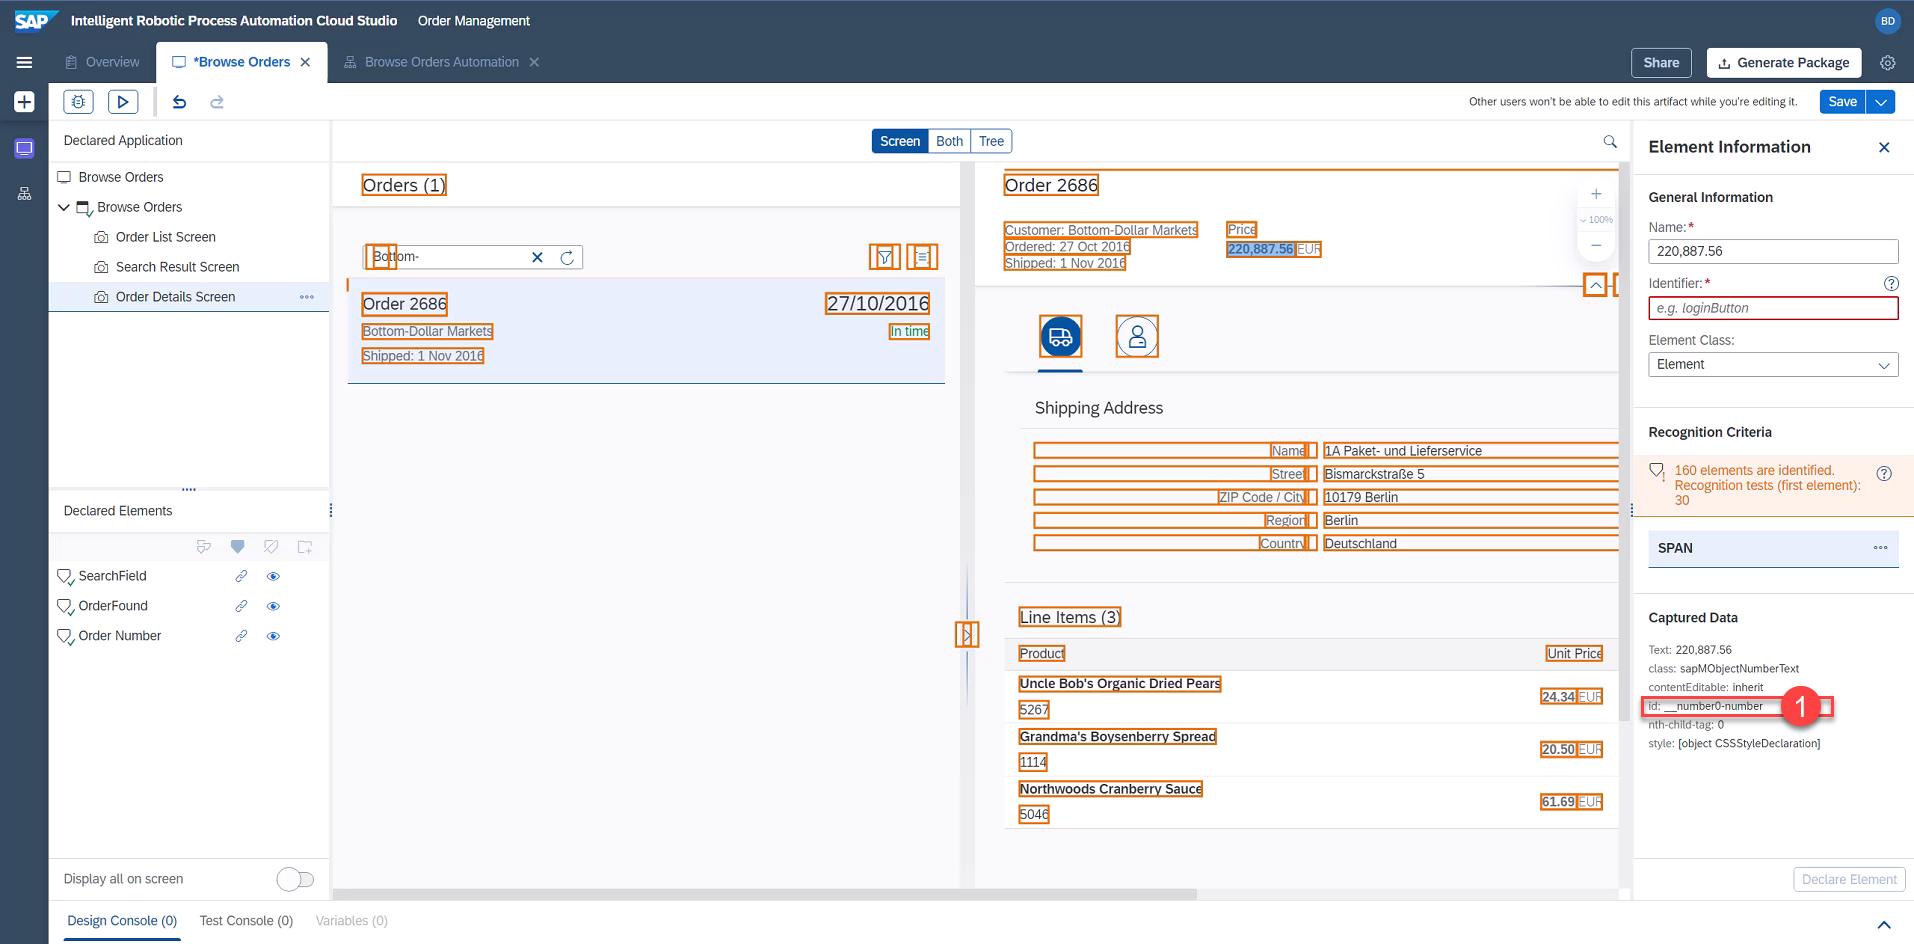 SAP Intelligent Robotic Process Automation Cloud Studio Order Management BD
Overview *Browse Orders Browse Orders Automation Share Generate Package
Other users won't be able to edit this artifact while you're editing it. Save
Declared Application
Browse Orders
Browse Orders
Order List Screen
Search Result Screen
Order Details Screen
Declared Elements
SearchField
OrderFound
Order Number
Display all on screen
Screen Both Tree
Orders (1)
Bottom-
Order 2686 27/10/2016
Bottom-Dollar Markets In time
Shipped: 1 Nov 2016
Order 2686
100%
Customer: Bottom-Dollar Markets Price
Ordered: 27 Oct 2016 220,887.56 EUR
Shipped: 1 Nov 2016
Shipping Address
Name 1A Paket- und Lieferservice
Street Bismarckstraße 5
ZIP Code / City 10179 Berlin
Region Berlin
Country Deutschland
Line Items (3)
Product Unit Price
Uncle Bob's Organic Dried Pears 24.34 EUR
5267
Grandma's Boysenberry Spread 20.50 EUR
1114
Northwoods Cranberry Sauce 61.69 EUR
5046
Element Information
General Information
Name:*
220,887.56
Identifier:*
e.g. loginButton
Element Class:
Element
Recognition Criteria
160 elements are identified.
Recognition tests (first element):
30
SPAN
Captured Data
Text: 220,887.56
class: sapMObjectNumberText
contentEditable: inherit
id: __number0-number 1
nth-child-tag: 0
style: [object CSSStyleDeclaration]
Declare Element
Design Console (0) Test Console (0) Variables (0)